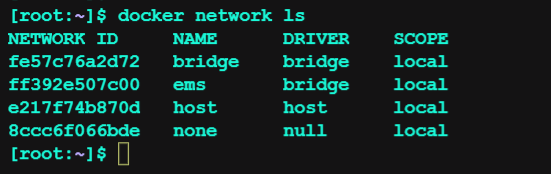 [root:~]$ docker network ls
NETWORK ID     NAME      DRIVER    SCOPE
fe57c76a2d72   bridge    bridge    local
ff392e507c00   ems       bridge    local
e217f74b870d   host      host      local
8ccc6f066bde   none      null      local
[root:~]$